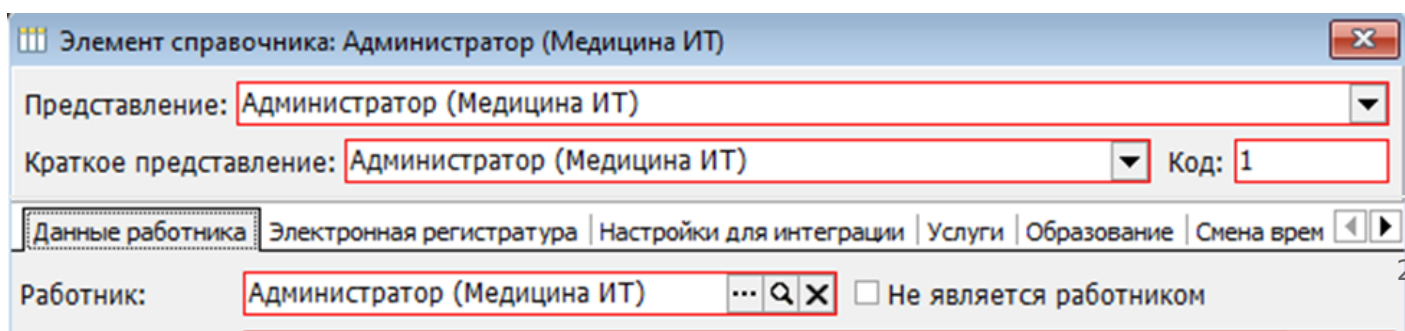 Элемент справочника: Администратор (Медицина ИТ)
Представление: Администратор (Медицина ИТ)
Краткое представление: Администратор (Медицина ИТ) Код: 1
Данные работника Электронная регистратура Настройки для интеграции Услуги Образование Смена врем
Работник: Администратор (Медицина ИТ) ... Не является работником